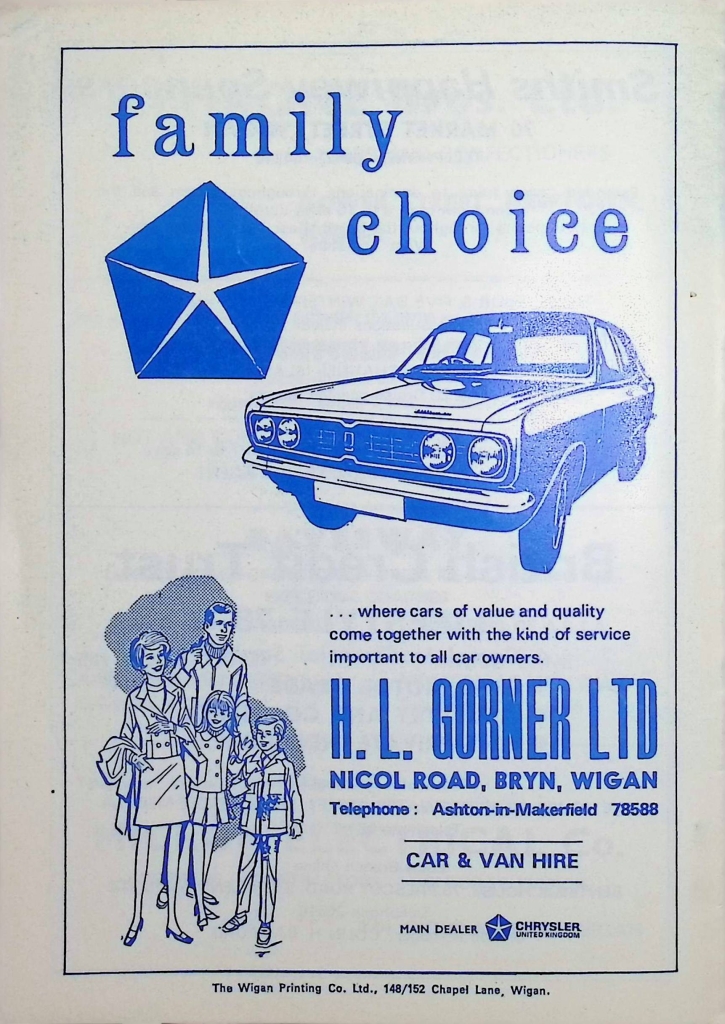 family
choice
... where cars of value and quality
come together with the kind of service
important to all car owners.
H. L. GORNER LTD
NICOL ROAD, BRYN, WIGAN
Telephone : Ashton-in-Makerfield 78588
CAR & VAN HIRE
MAIN DEALER CHRYSLER
UNITED KINGDOM
The Wigan Printing Co. Ltd., 148/152 Chapel Lane, Wigan.